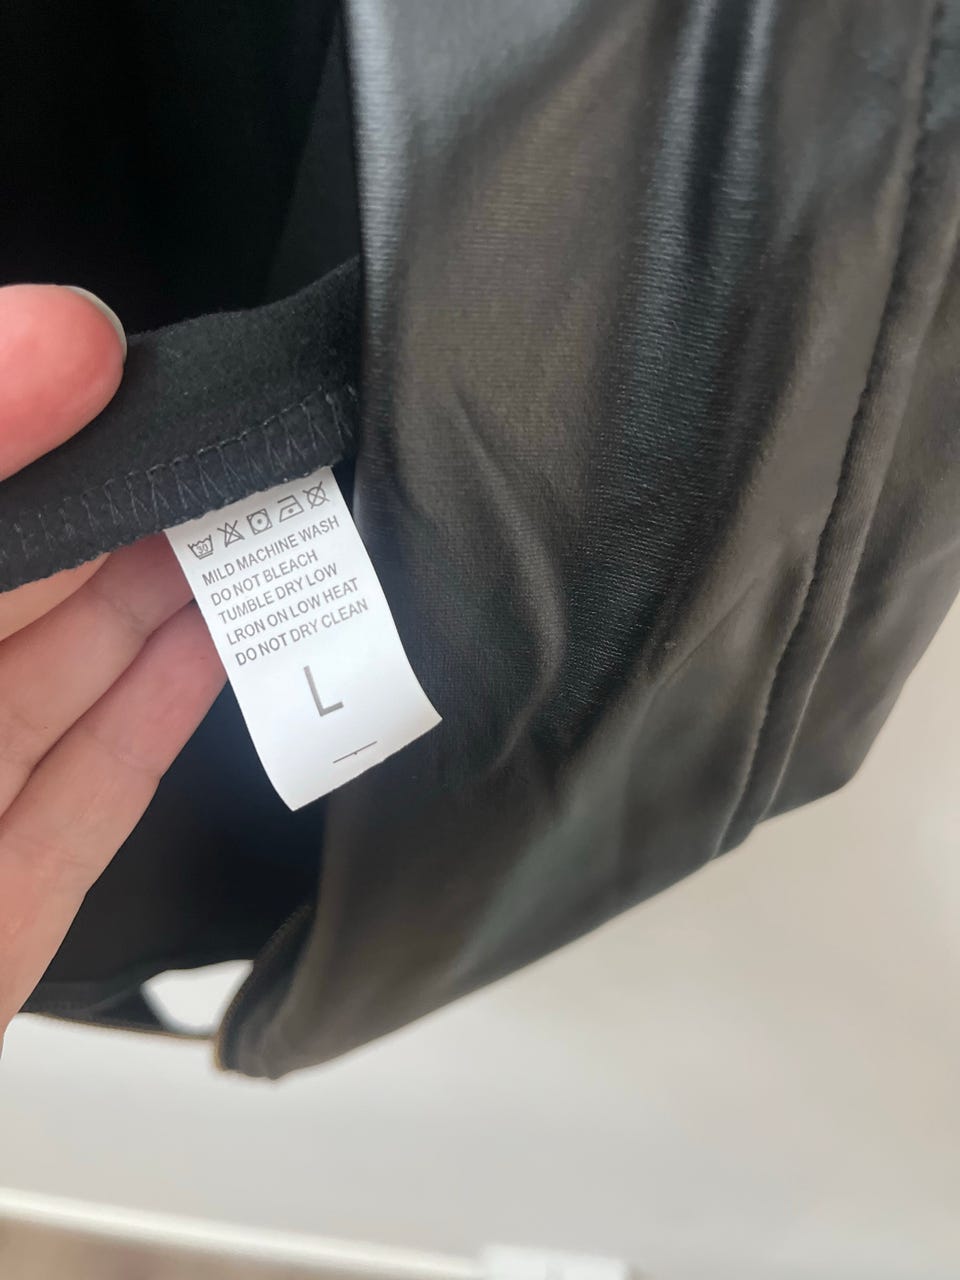 30
MILD MACHINE WASH
DO NOT BLEACH
TUMBLE DRY LOW
LRON ON LOW HEAT
DO NOT DRY CLEAN
L